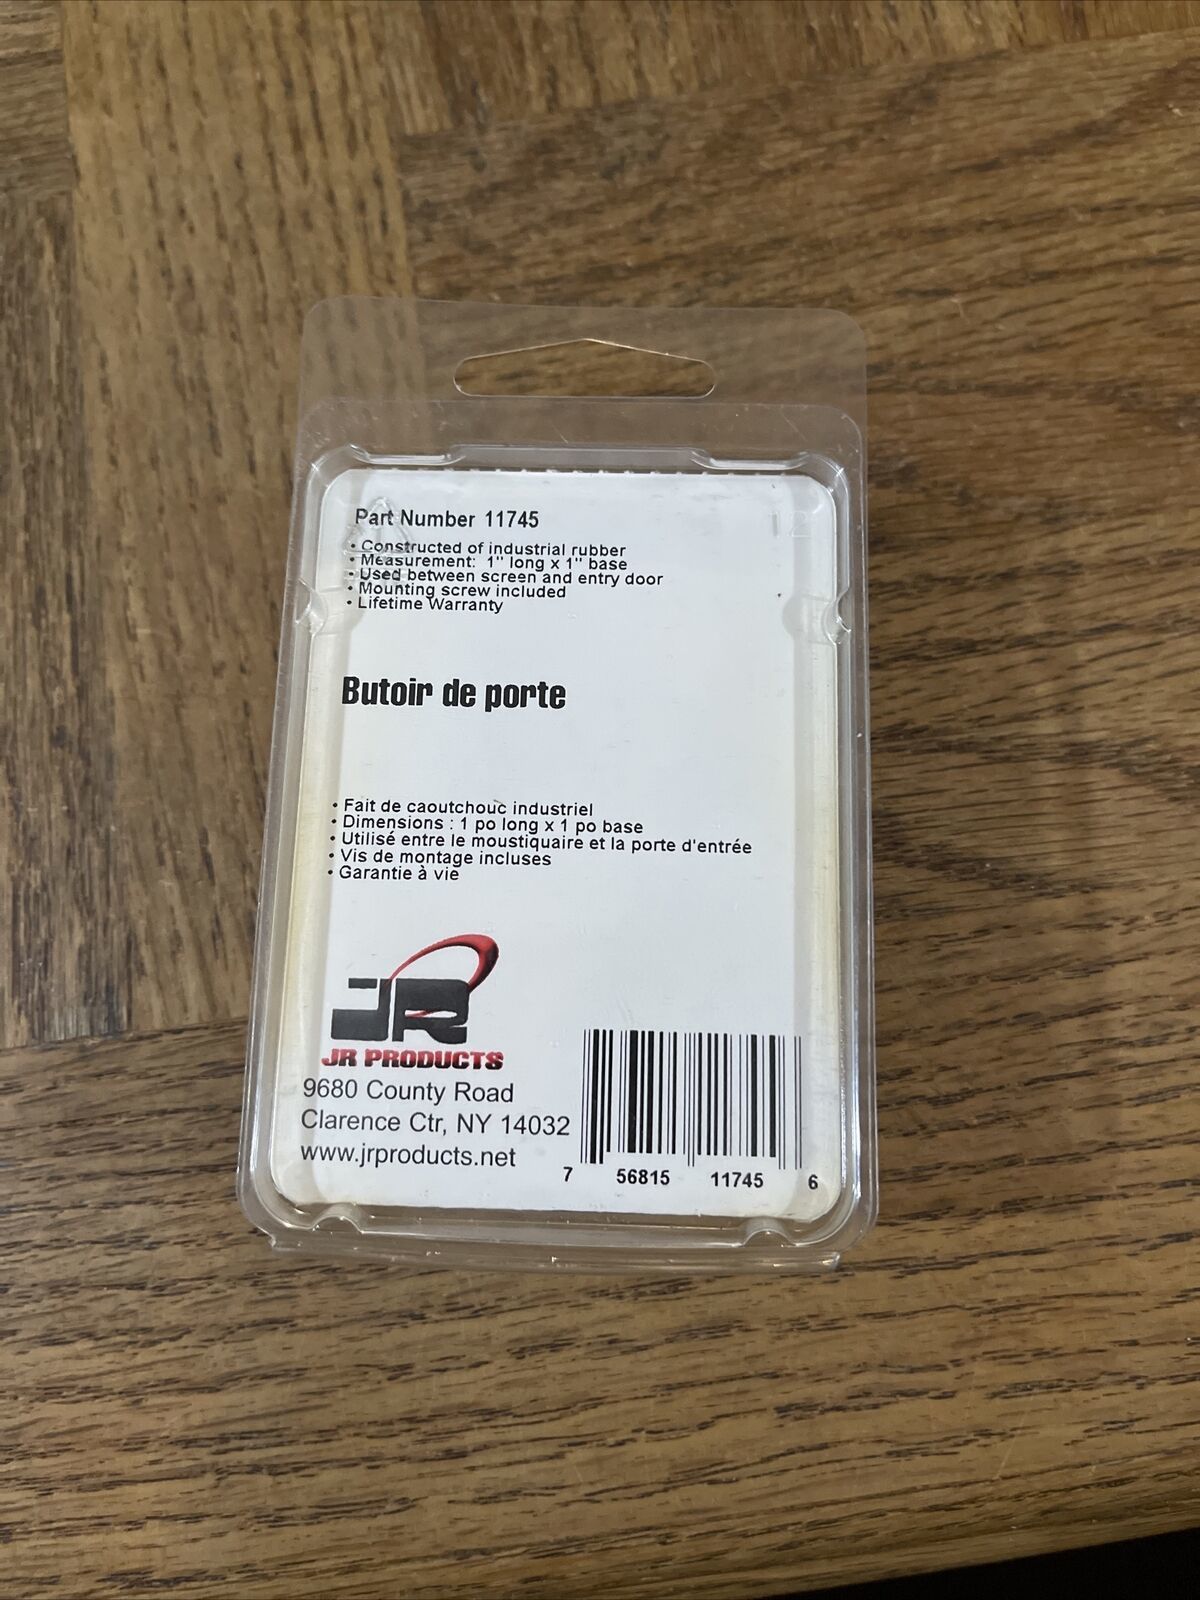 Part Number 11745
• Constructed of industrial rubber
• Measurement: 1" long x 1" base
• Used between screen and entry door
• Mounting screw included
• Lifetime Warranty
Butoir de porte
• Fait de caoutchouc industriel
• Dimensions : 1 po long x 1 po base
• Utilisé entre le moustiquaire et la porte d'entrée
• Vis de montage incluses
• Garantie à vie
JR
JR PRODUCTS
9680 County Road
Clarence Ctr, NY 14032
www.jrproducts.net
7 56815 11745 6